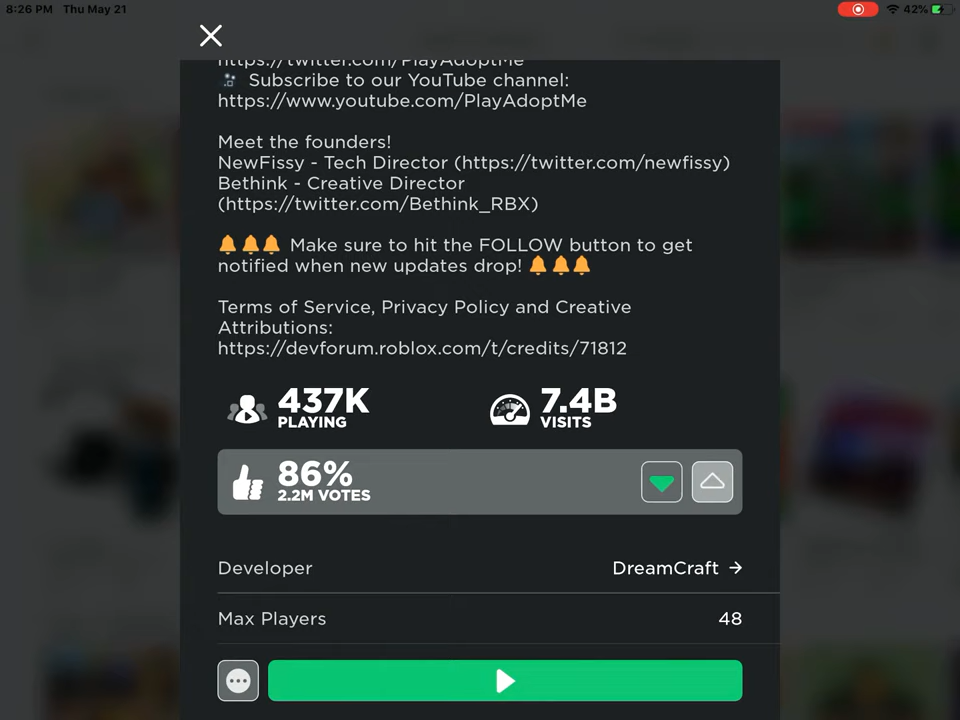 8:26 PM Thu May 21
42%
https://twitter.com/PlayAdoptMe
Subscribe to our YouTube channel:
https://www.youtube.com/PlayAdoptMe
Meet the founders!
NewFissy - Tech Director (https://twitter.com/newfissy)
Bethink - Creative Director
(https://twitter.com/Bethink_RBX)
🔔🔔🔔 Make sure to hit the FOLLOW button to get
notified when new updates drop! 🔔🔔🔔
Terms of Service, Privacy Policy and Creative
Attributions:
https://devforum.roblox.com/t/credits/71812
437K
PLAYING
7.4B
VISITS
86%
2.2M VOTES
Developer
DreamCraft →
Max Players
48